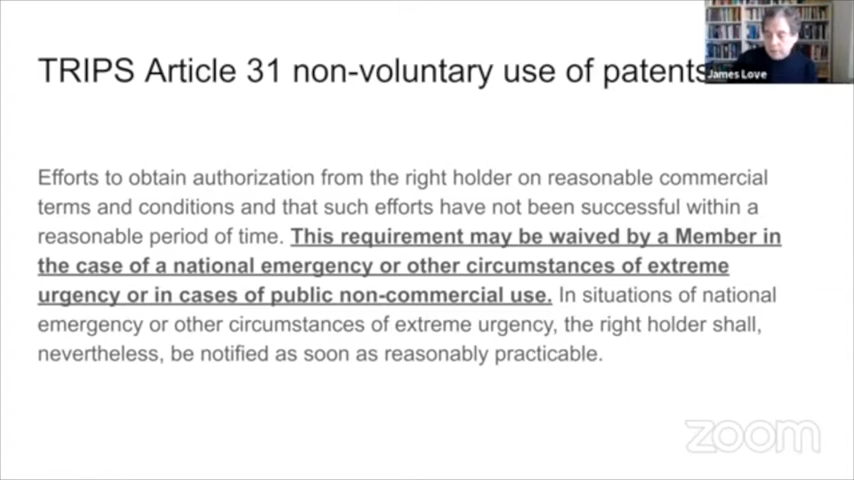 TRIPS Article 31 non-voluntary use of patents
James Love
Efforts to obtain authorization from the right holder on reasonable commercial
terms and conditions and that such efforts have not been successful within a
reasonable period of time. This requirement may be waived by a Member in
the case of a national emergency or other circumstances of extreme
urgency or in cases of public non-commercial use. In situations of national
emergency or other circumstances of extreme urgency, the right holder shall,
nevertheless, be notified as soon as reasonably practicable.
zoom